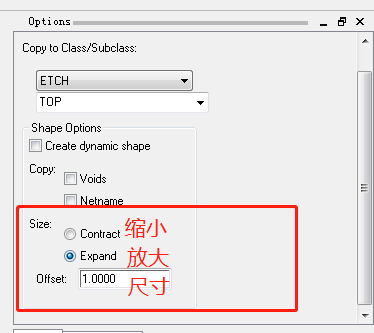 Options
Copy to Class/Subclass:
ETCH
TOP
Shape Options
Create dynamic shape
Copy:
Voids
Netname
Size:
Contract 缩小
Expand 放大
Offset: 1.0000 尺寸